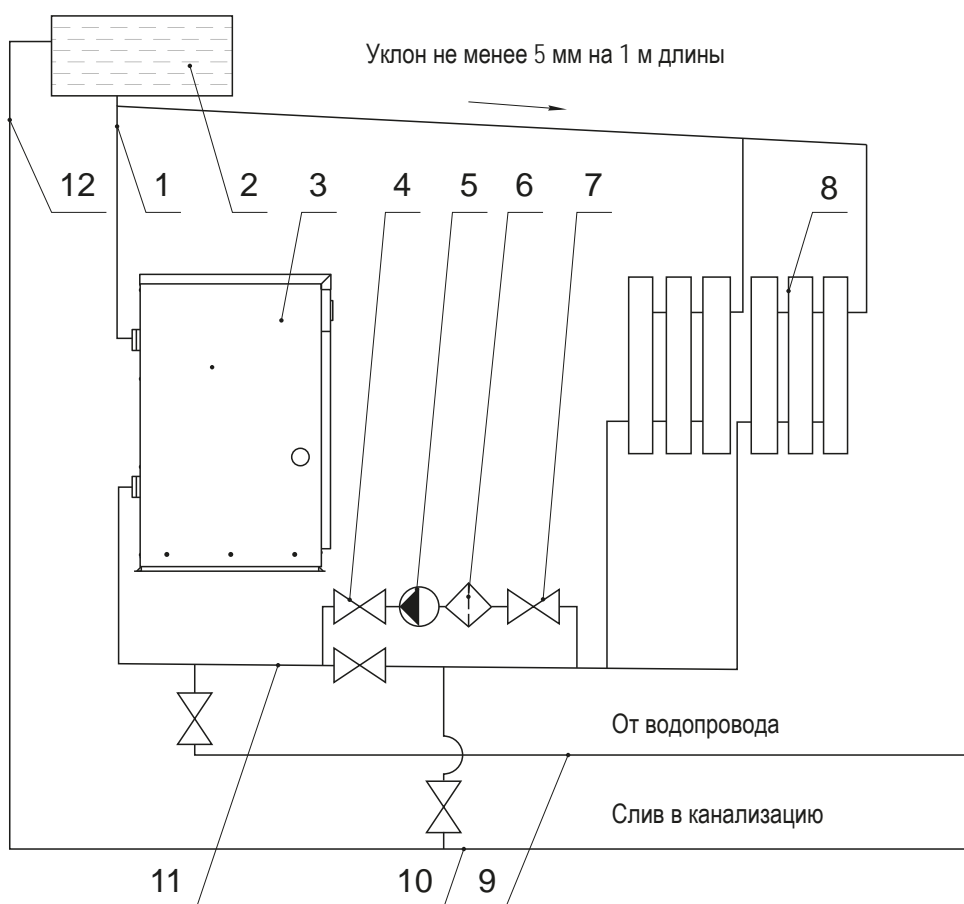 Уклон не менее 5 мм на 1 м длины
12 1 2 3 4 5 6 7 8
От водопровода
Слив в канализацию
11 10 9